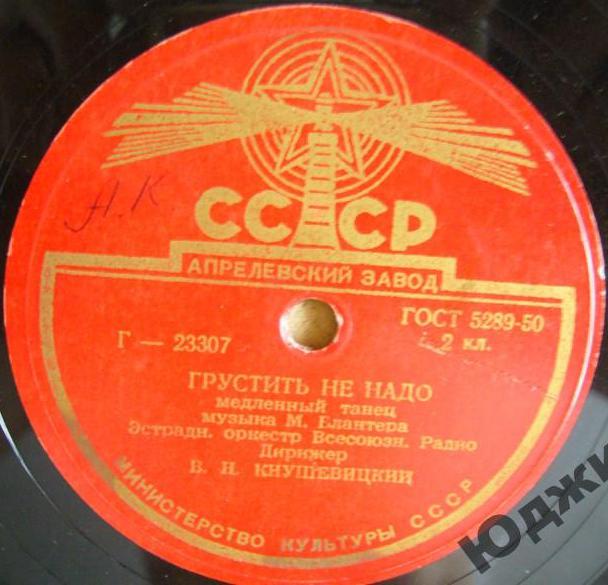 СССР
АПРЕЛЕВСКИЙ ЗАВОД
Н. К.
ГОСТ 5289-50
Г — 23307
2 кл.
ГРУСТИТЬ НЕ НАДО
медленный танец
музыка М. Блантера
Эстрадн. оркестр Всесоюзн. Радио
Дирижер
В. Н. КНУШЕВИЦКИЙ
МИНИСТЕРСТВО КУЛЬТУРЫ СССР
ЮДЖИ